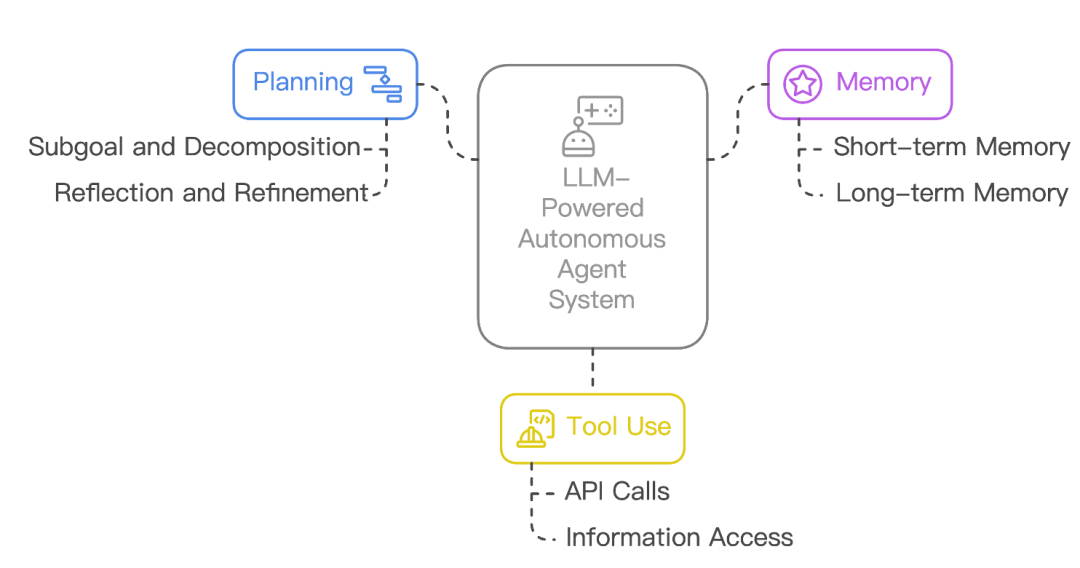 Planning
Subgoal and Decomposition
Reflection and Refinement
LLM-
Powered
Autonomous
Agent
System
Memory
Short-term Memory
Long-term Memory
Tool Use
API Calls
Information Access